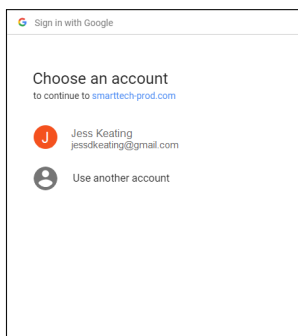 Sign in with Google
Choose an account
to continue to smarttech-prod.com
J
Jess Keating
jessdkeating@gmail.com
Use another account